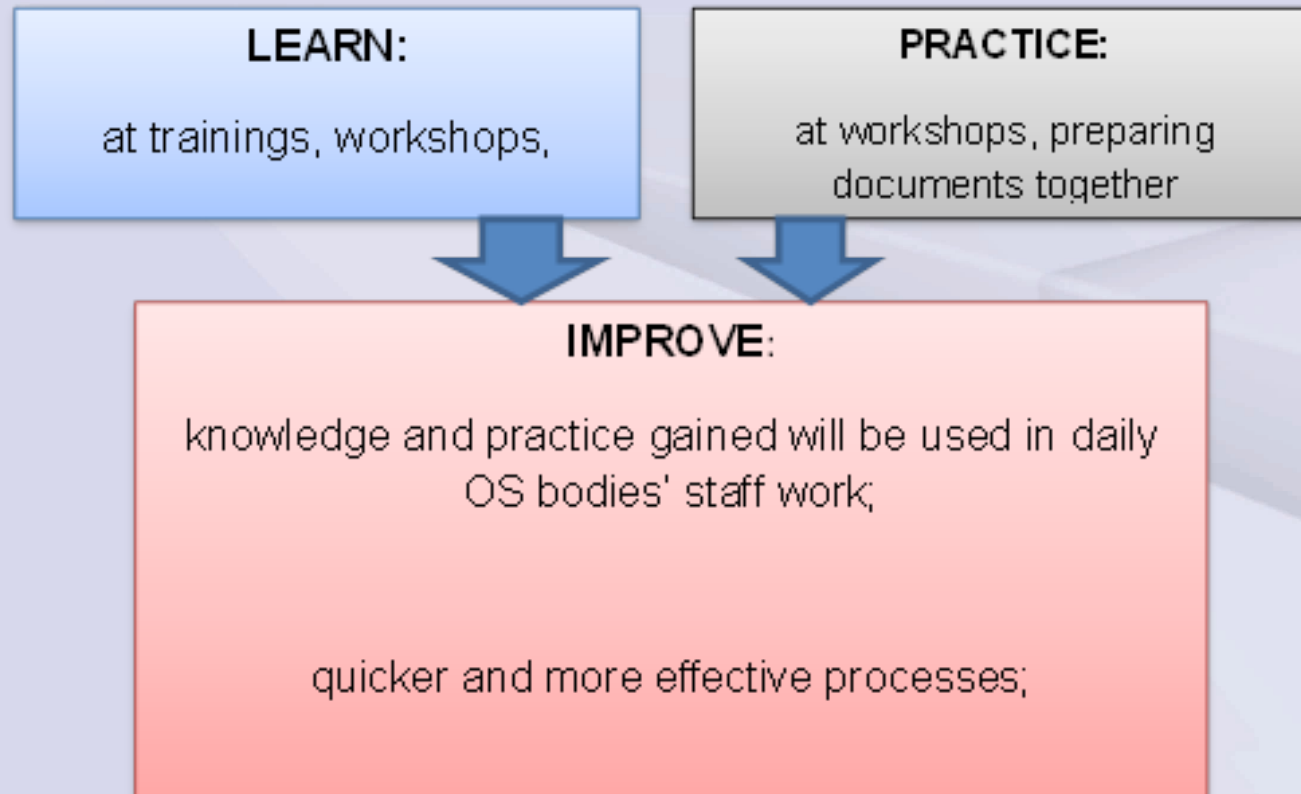 LEARN:
at trainings, workshops,
PRACTICE:
at workshops, preparing
documents together
IMPROVE:
knowledge and practice gained will be used in daily
OS bodies' staff work;
quicker and more effective processes;